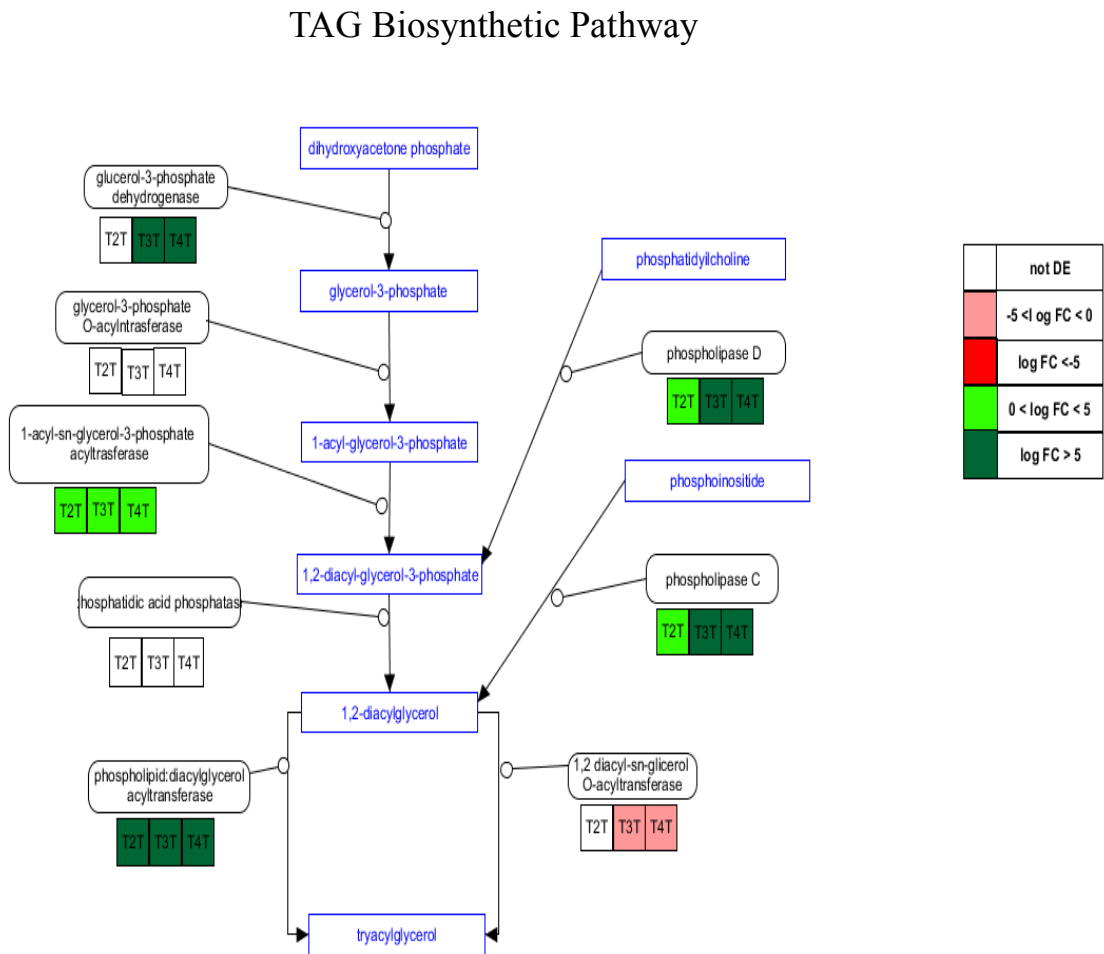 TAG Biosynthetic Pathway
dihydroxyacetone phosphate
glucerol-3-phosphate
dehydrogenase
T2T T3T T4T
glycerol-3-phosphate
glycerol-3-phosphate
O-acylntrasferase
T2T T3T T4T
1-acyl-sn-glycerol-3-phosphate
acyltrasferase
T2T T3T T4T
1-acyl-glycerol-3-phosphate
phosphatidyilcholine
phospholipase D
T2T T3T T4T
phosphoinositide
1,2-diacyl-glycerol-3-phosphate
phospholipase C
T2T T3T T4T
hosphatidic acid phosphatas
T2T T3T T4T
1,2-diacylglycerol
phospholipid:diacylglycerol
acyltransferase
T2T T3T T4T
1,2 diacyl-sn-glicerol
O-acyltransferase
T2T T3T T4T
tryacylglycerol
not DE
-5 <l og FC < 0
log FC <-5
0 < log FC < 5
log FC > 5